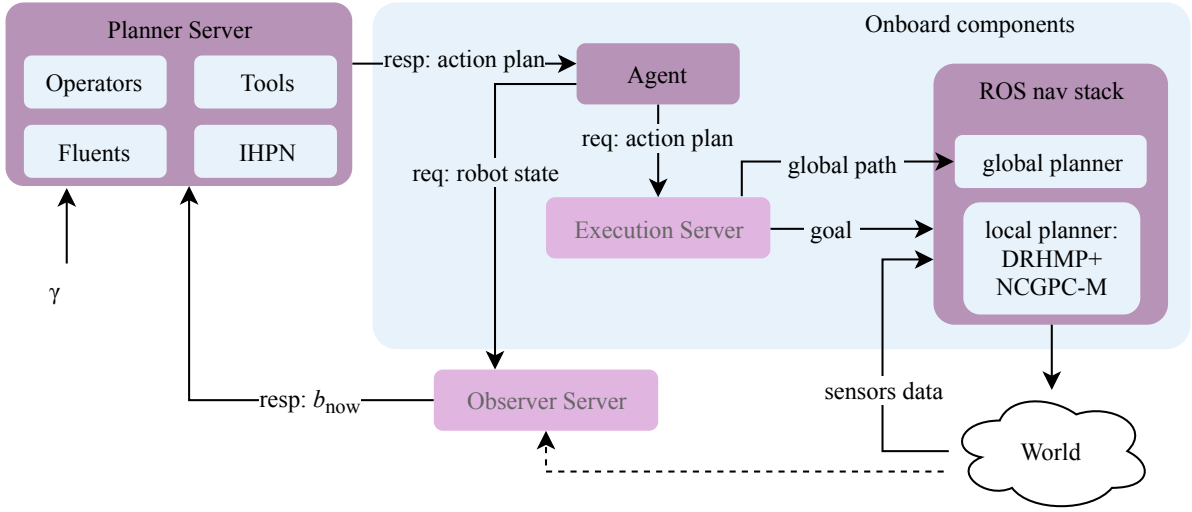 Planner Server
Operators
Tools
Fluents
IHPN
γ
Onboard components
resp: action plan
Agent
req: action plan
req: robot state
Execution Server
global path
goal
ROS nav stack
global planner
local planner:
DRHMP+
NCGPC-M
sensors data
resp: bnow
Observer Server
World